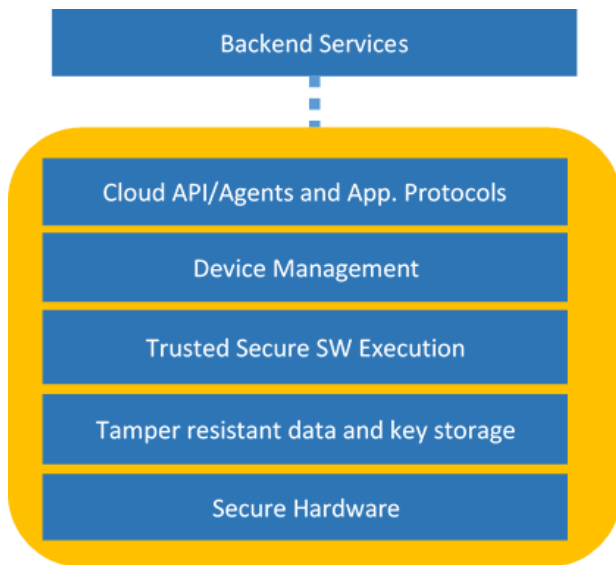 Backend Services
Cloud API/Agents and App. Protocols
Device Management
Trusted Secure SW Execution
Tamper resistant data and key storage
Secure Hardware